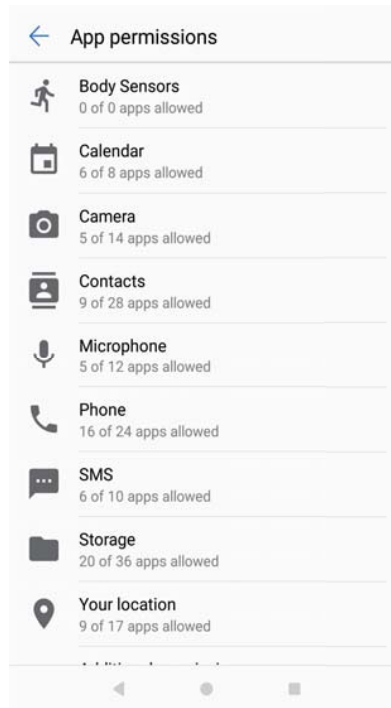 App permissions
Body Sensors
0 of 0 apps allowed
Calendar
6 of 8 apps allowed
Camera
5 of 14 apps allowed
Contacts
9 of 28 apps allowed
Microphone
5 of 12 apps allowed
Phone
16 of 24 apps allowed
SMS
6 of 10 apps allowed
Storage
20 of 36 apps allowed
Your location
9 of 17 apps allowed